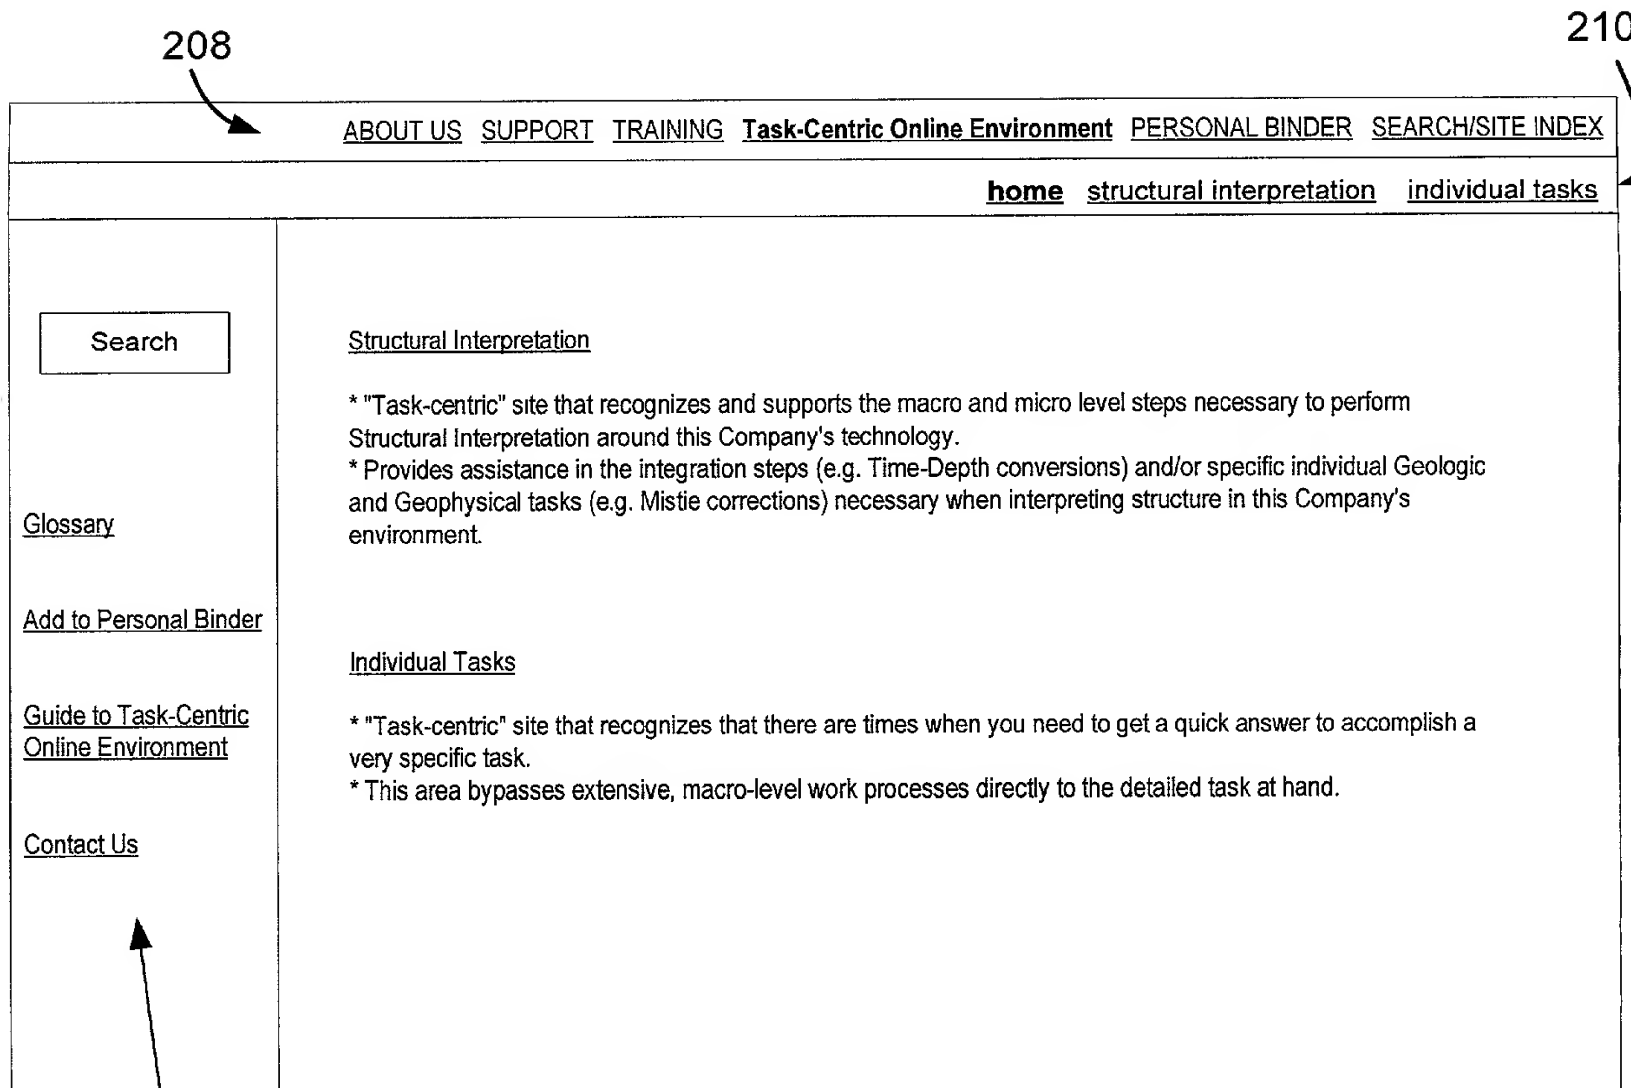 208
210
ABOUT US SUPPORT TRAINING Task-Centric Online Environment PERSONAL BINDER SEARCH/SITE INDEX
home structural interpretation individual tasks
Search
Glossary
Add to Personal Binder
Guide to Task-Centric
Online Environment
Contact Us
Structural Interpretation
* "Task-centric" site that recognizes and supports the macro and micro level steps necessary to perform
Structural Interpretation around this Company's technology.
* Provides assistance in the integration steps (e.g. Time-Depth conversions) and/or specific individual Geologic
and Geophysical tasks (e.g. Mistie corrections) necessary when interpreting structure in this Company's
environment.
Individual Tasks
* "Task-centric" site that recognizes that there are times when you need to get a quick answer to accomplish a
very specific task.
* This area bypasses extensive, macro-level work processes directly to the detailed task at hand.